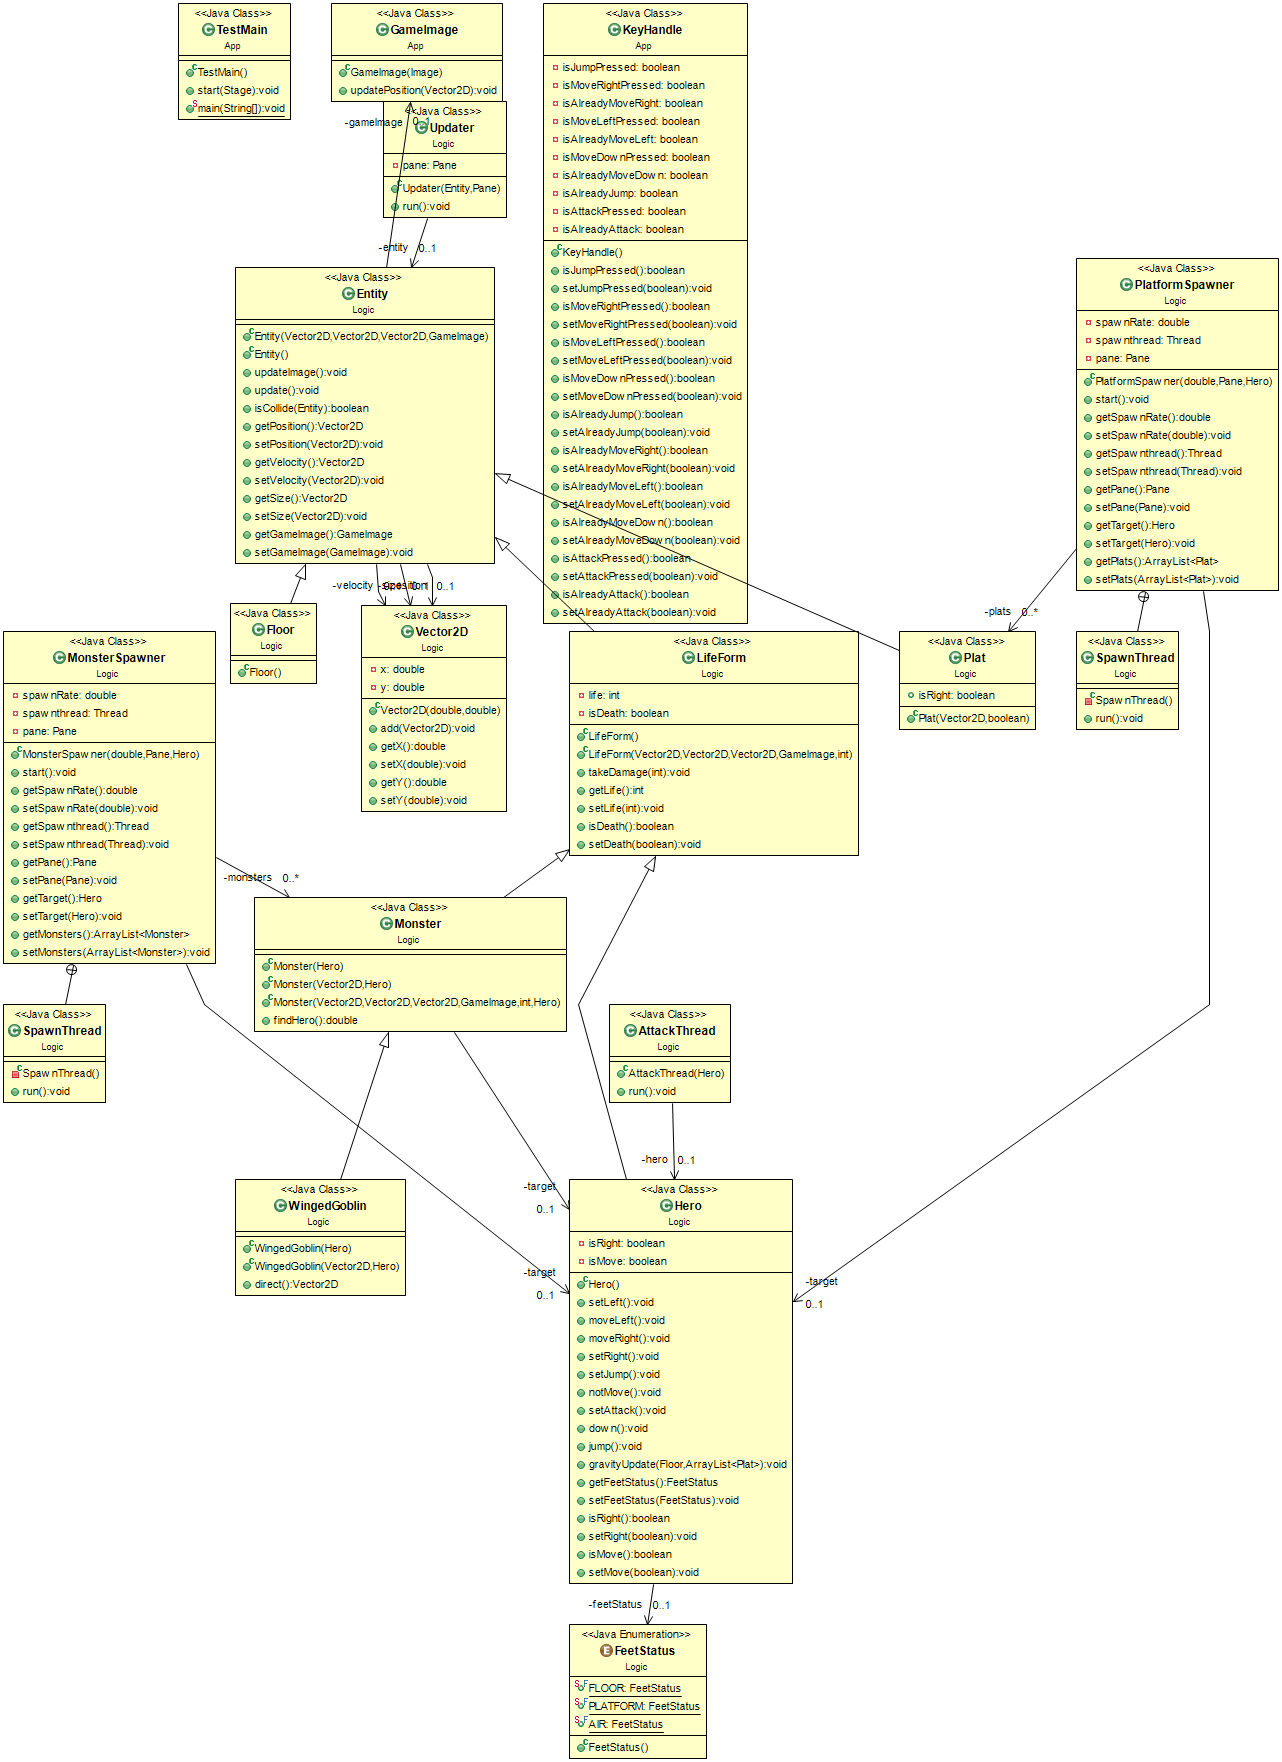 <<Java Class>>
TestMain
App
TestMain()
start(Stage):void
main(String[]):void
<<Java Class>>
GameImage
App
GameImage(Image)
updatePosition(Vector2D):void
<<Java Class>>
KeyHandle
App
isJumpPressed: boolean
isMoveRightPressed: boolean
isAlreadyMoveRight: boolean
isMoveLeftPressed: boolean
isAlreadyMoveLeft: boolean
isMoveDownPressed: boolean
isAlreadyMoveDown: boolean
isAlreadyJump: boolean
isAttackPressed: boolean
isAlreadyAttack: boolean
KeyHandle()
isJumpPressed():boolean
setJumpPressed(boolean):void
isMoveRightPressed():boolean
setMoveRightPressed(boolean):void
isMoveLeftPressed():boolean
setMoveLeftPressed(boolean):void
isMoveDownPressed():boolean
setMoveDownPressed(boolean):void
isAlreadyJump():boolean
setAlreadyJump(boolean):void
isAlreadyMoveRight():boolean
setAlreadyMoveRight(boolean):void
isAlreadyMoveLeft():boolean
setAlreadyMoveLeft(boolean):void
isAlreadyMoveDown():boolean
setAlreadyMoveDown(boolean):void
isAttackPressed():boolean
setAttackPressed(boolean):void
isAlreadyAttack():boolean
setAlreadyAttack(boolean):void
-gameImage
0..1
<<Java Class>>
Updater
Logic
pane: Pane
Updater(Entity,Pane)
run():void
-entity
0..1
<<Java Class>>
Entity
Logic
Entity(Vector2D,Vector2D,Vector2D,GameImage)
Entity()
updateImage():void
update():void
isCollide(Entity):boolean
getPosition():Vector2D
setPosition(Vector2D):void
getVelocity():Vector2D
setVelocity(Vector2D):void
getSize():Vector2D
setSize(Vector2D):void
getGameImage():GameImage
setGameImage(GameImage):void
<<Java Class>>
PlatformSpawner
Logic
spawnRate: double
spawnthread: Thread
pane: Pane
PlatformSpawner(double,Pane,Hero)
start():void
getSpawnRate():double
setSpawnRate(double):void
getSpawnthread():Thread
setSpawnthread(Thread):void
getPane():Pane
setPane(Pane):void
getTarget():Hero
setTarget(Hero):void
getPlats():ArrayList<Plat>
setPlats(ArrayList<Plat>):void
-velocity
0..1
-size
0..1
-position
0..1
-plats
0..*
<<Java Class>>
Floor
Logic
Floor()
<<Java Class>>
Vector2D
Logic
x: double
y: double
Vector2D(double,double)
add(Vector2D):void
getX():double
setX(double):void
getY():double
setY(double):void
<<Java Class>>
MonsterSpawner
Logic
spawnRate: double
spawnthread: Thread
pane: Pane
MonsterSpawner(double,Pane,Hero)
start():void
getSpawnRate():double
setSpawnRate(double):void
getSpawnthread():Thread
setSpawnthread(Thread):void
getPane():Pane
setPane(Pane):void
getTarget():Hero
setTarget(Hero):void
getMonsters():ArrayList<Monster>
setMonsters(ArrayList<Monster>):void
<<Java Class>>
LifeForm
Logic
life: int
isDeath: boolean
LifeForm()
LifeForm(Vector2D,Vector2D,Vector2D,GameImage,int)
takeDamage(int):void
getLife():int
setLife(int):void
isDeath():boolean
setDeath(boolean):void
<<Java Class>>
Plat
Logic
isRight: boolean
Plat(Vector2D,boolean)
<<Java Class>>
SpawnThread
Logic
SpawnThread()
run():void
-monsters
0..*
<<Java Class>>
Monster
Logic
Monster(Hero)
Monster(Vector2D,Hero)
Monster(Vector2D,Vector2D,Vector2D,GameImage,int,Hero)
findHero():double
<<Java Class>>
SpawnThread
Logic
SpawnThread()
run():void
<<Java Class>>
AttackThread
Logic
AttackThread(Hero)
run():void
-hero
0..1
-target
0..1
<<Java Class>>
WingedGoblin
Logic
WingedGoblin(Hero)
WingedGoblin(Vector2D,Hero)
direct():Vector2D
-target
0..1
-target
0..1
<<Java Class>>
Hero
Logic
isRight: boolean
isMove: boolean
Hero()
setLeft():void
moveLeft():void
moveRight():void
setRight():void
setJump():void
notMove():void
setAttack():void
down():void
jump():void
gravityUpdate(Floor,ArrayList<Plat>):void
getFeetStatus():FeetStatus
setFeetStatus(FeetStatus):void
isRight():boolean
setRight(boolean):void
isMove():boolean
setMove(boolean):void
-feetStatus
0..1
<<Java Enumeration>>
FeetStatus
Logic
FLOOR: FeetStatus
PLATFORM: FeetStatus
AIR: FeetStatus
FeetStatus()